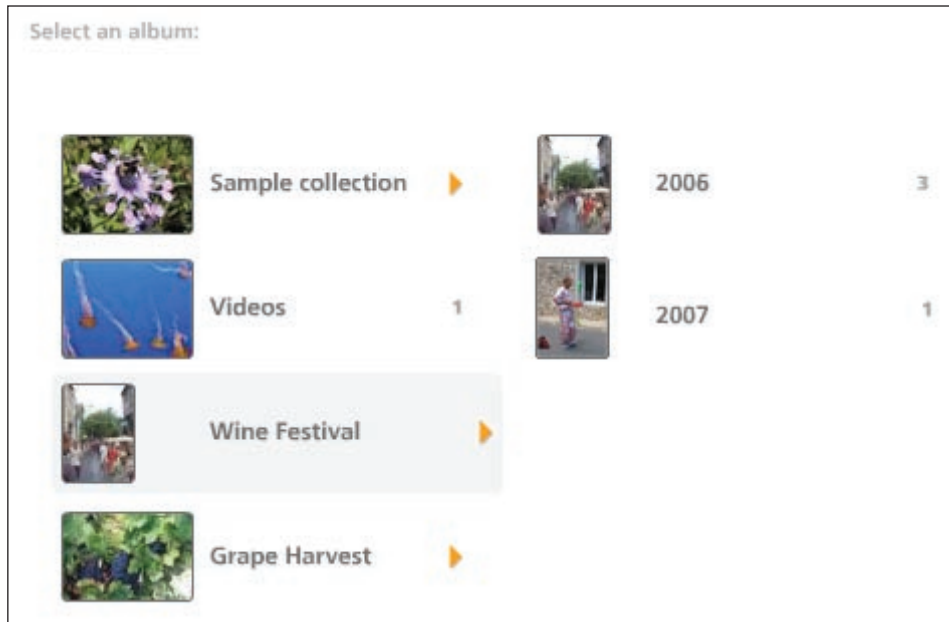 Select an album:
Sample collection
2006 3
Videos 1
2007 1
Wine Festival
Grape Harvest